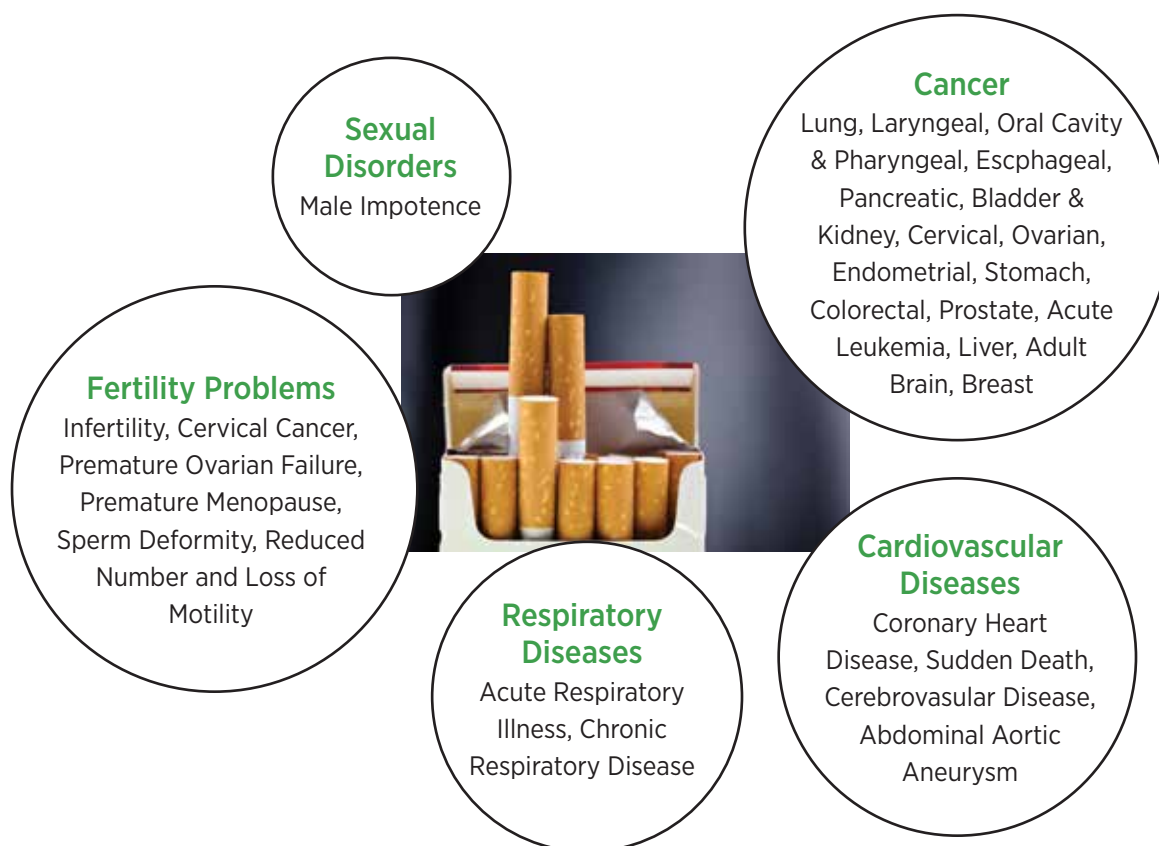 Sexual
Disorders
Male Impotence
Cancer
Lung, Laryngeal, Oral Cavity
& Pharyngeal, Escphageal,
Pancreatic, Bladder &
Kidney, Cervical, Ovarian,
Endometrial, Stomach,
Colorectal, Prostate, Acute
Leukemia, Liver, Adult
Brain, Breast
Fertility Problems
Infertility, Cervical Cancer,
Premature Ovarian Failure,
Premature Menopause,
Sperm Deformity, Reduced
Number and Loss of
Motility
Respiratory
Diseases
Acute Respiratory
Illness, Chronic
Respiratory Disease
Cardiovascular
Diseases
Coronary Heart
Disease, Sudden Death,
Cerebrovasular Disease,
Abdominal Aortic
Aneurysm